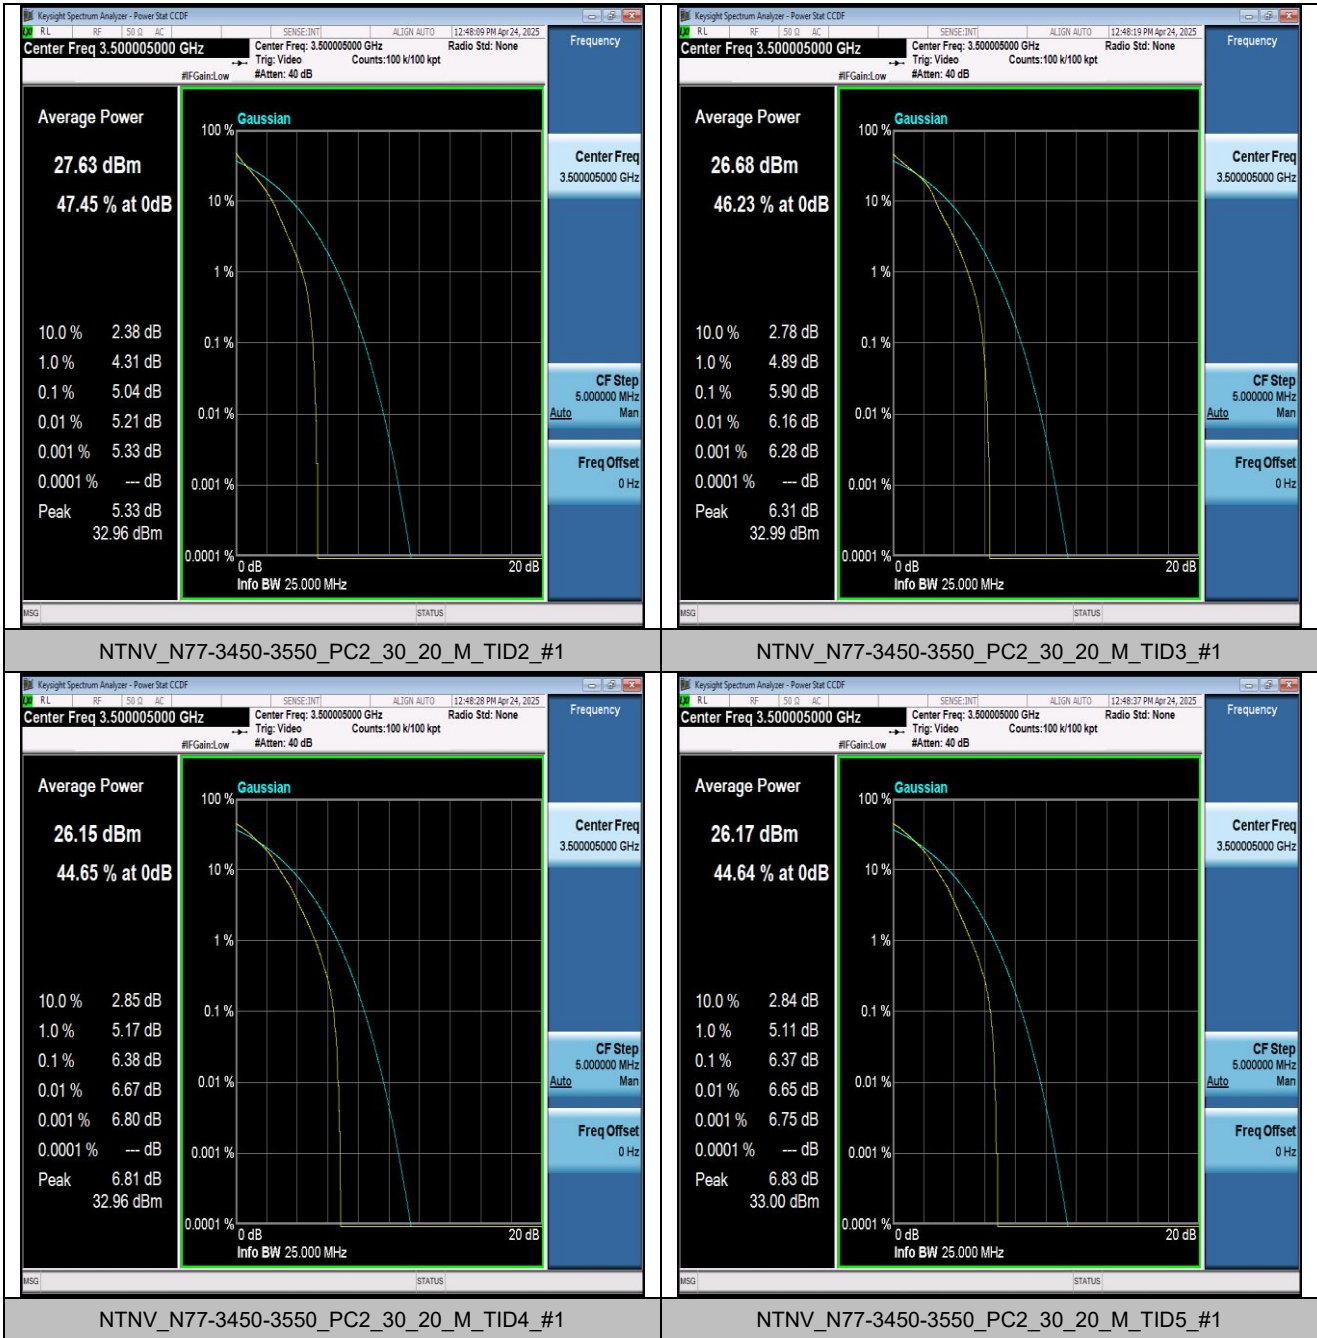 Keysight Spectrum Analyzer - Power Stat CCDF
RL RF 50 Ω AC SENSE:INT ALIGN AUTO 12:48:09 PM Apr 24, 2025
Center Freq 3.500005000 GHz
Center Freq: 3.500005000 GHz
Radio Std: None
Trig: Video
Counts:100 k/100 kpt
#IFGain:Low
#Atten: 40 dB
Frequency
Average Power
27.63 dBm
47.45 % at 0dB
10.0 % 2.38 dB
1.0 % 4.31 dB
0.1 % 5.04 dB
0.01 % 5.21 dB
0.001 % 5.33 dB
0.0001 % --- dB
Peak 5.33 dB
32.96 dBm
Gaussian
100 %
10 %
1 %
0.1 %
0.01 %
0.001 %
0.0001 %
0 dB
20 dB
Info BW 25.000 MHz
Center Freq
3.500005000 GHz
CF Step
5.000000 MHz
Auto Man
Freq Offset
0 Hz
MSG STATUS
NTNV_N77-3450-3550_PC2_30_20_M_TID2_#1
Keysight Spectrum Analyzer - Power Stat CCDF
RL RF 50 Ω AC SENSE:INT ALIGN AUTO 12:48:19 PM Apr 24, 2025
Center Freq 3.500005000 GHz
Center Freq: 3.500005000 GHz
Radio Std: None
Trig: Video
Counts:100 k/100 kpt
#IFGain:Low
#Atten: 40 dB
Frequency
Average Power
26.68 dBm
46.23 % at 0dB
10.0 % 2.78 dB
1.0 % 4.89 dB
0.1 % 5.90 dB
0.01 % 6.16 dB
0.001 % 6.28 dB
0.0001 % --- dB
Peak 6.31 dB
32.99 dBm
Gaussian
100 %
10 %
1 %
0.1 %
0.01 %
0.001 %
0.0001 %
0 dB
20 dB
Info BW 25.000 MHz
Center Freq
3.500005000 GHz
CF Step
5.000000 MHz
Auto Man
Freq Offset
0 Hz
MSG STATUS
NTNV_N77-3450-3550_PC2_30_20_M_TID3_#1
Keysight Spectrum Analyzer - Power Stat CCDF
RL RF 50 Ω AC SENSE:INT ALIGN AUTO 12:48:28 PM Apr 24, 2025
Center Freq 3.500005000 GHz
Center Freq: 3.500005000 GHz
Radio Std: None
Trig: Video
Counts:100 k/100 kpt
#IFGain:Low
#Atten: 40 dB
Frequency
Average Power
26.15 dBm
44.65 % at 0dB
10.0 % 2.85 dB
1.0 % 5.17 dB
0.1 % 6.38 dB
0.01 % 6.67 dB
0.001 % 6.80 dB
0.0001 % --- dB
Peak 6.81 dB
32.96 dBm
Gaussian
100 %
10 %
1 %
0.1 %
0.01 %
0.001 %
0.0001 %
0 dB
20 dB
Info BW 25.000 MHz
Center Freq
3.500005000 GHz
CF Step
5.000000 MHz
Auto Man
Freq Offset
0 Hz
MSG STATUS
NTNV_N77-3450-3550_PC2_30_20_M_TID4_#1
Keysight Spectrum Analyzer - Power Stat CCDF
RL RF 50 Ω AC SENSE:INT ALIGN AUTO 12:48:37 PM Apr 24, 2025
Center Freq 3.500005000 GHz
Center Freq: 3.500005000 GHz
Radio Std: None
Trig: Video
Counts:100 k/100 kpt
#IFGain:Low
#Atten: 40 dB
Frequency
Average Power
26.17 dBm
44.64 % at 0dB
10.0 % 2.84 dB
1.0 % 5.11 dB
0.1 % 6.37 dB
0.01 % 6.65 dB
0.001 % 6.75 dB
0.0001 % --- dB
Peak 6.83 dB
33.00 dBm
Gaussian
100 %
10 %
1 %
0.1 %
0.01 %
0.001 %
0.0001 %
0 dB
20 dB
Info BW 25.000 MHz
Center Freq
3.500005000 GHz
CF Step
5.000000 MHz
Auto Man
Freq Offset
0 Hz
MSG STATUS
NTNV_N77-3450-3550_PC2_30_20_M_TID5_#1